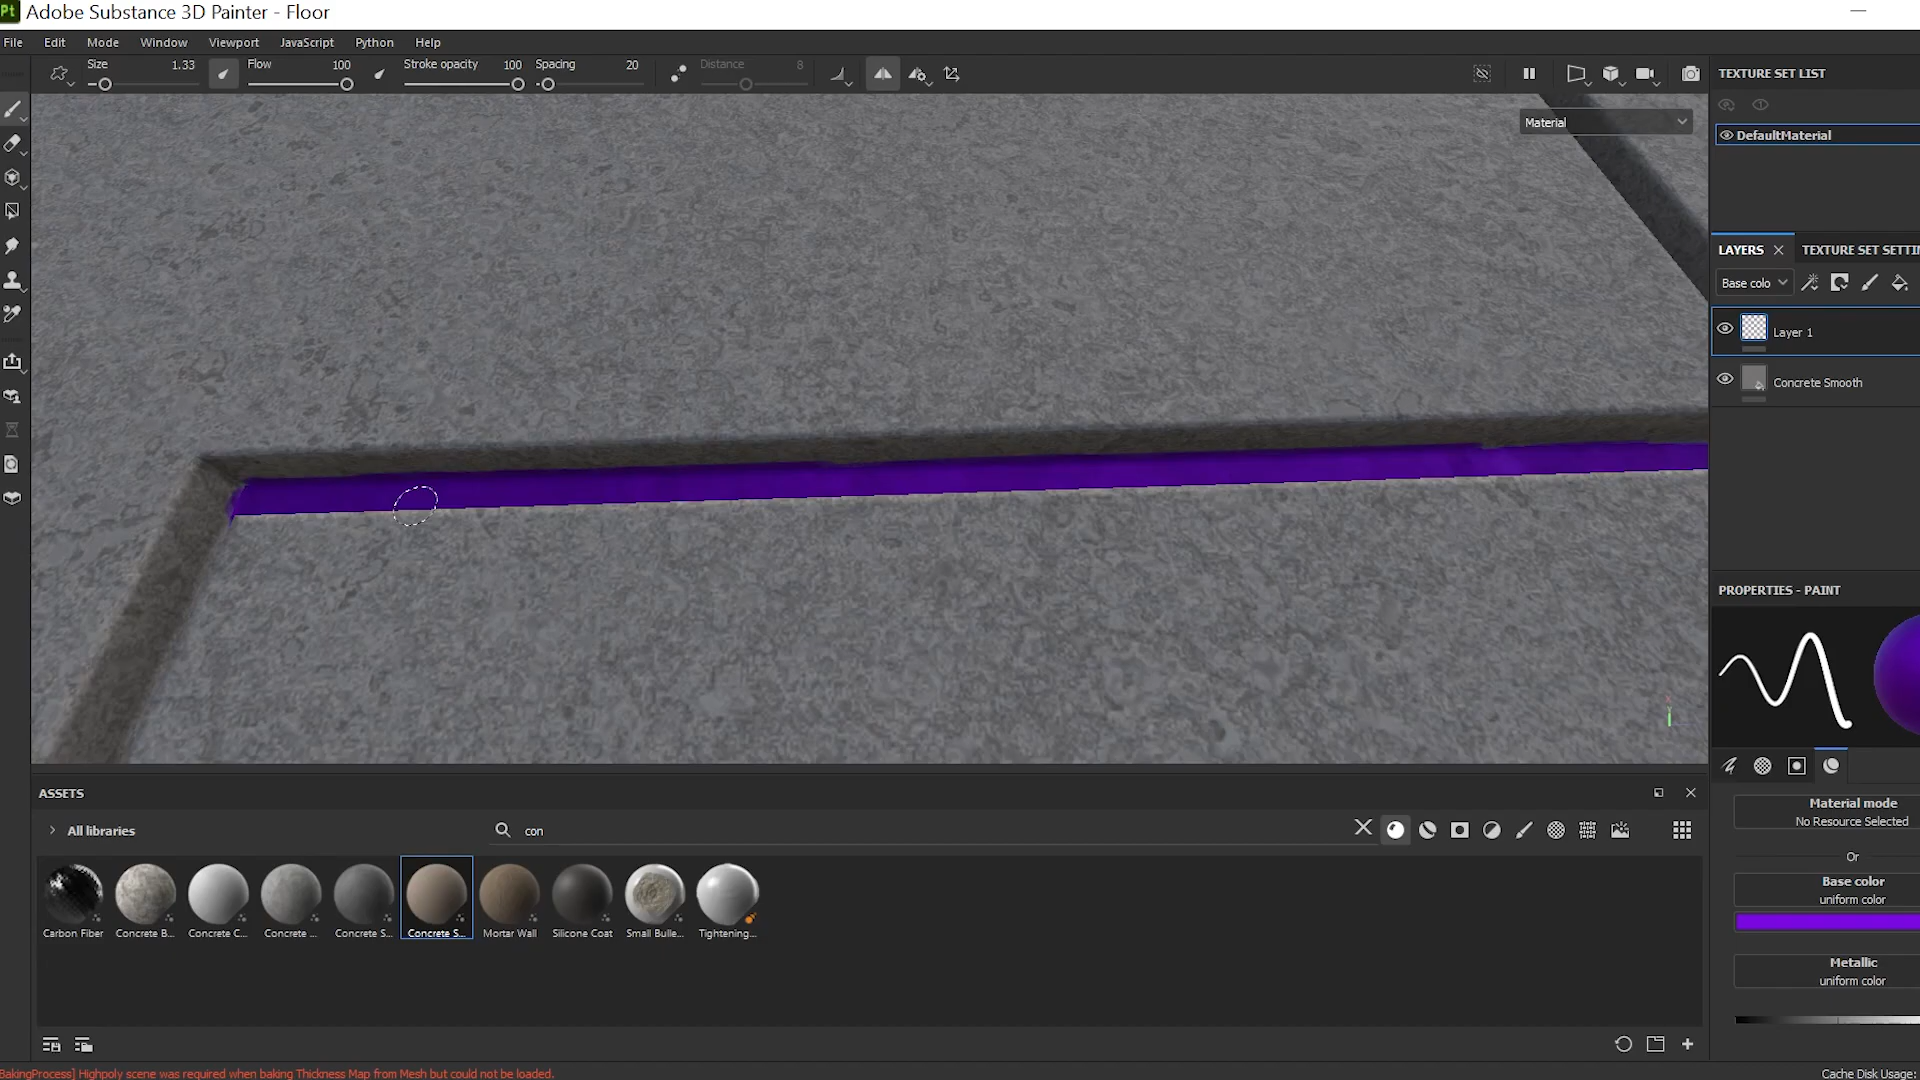 Pt Adobe Substance 3D Painter - Floor
File Edit Mode Window Viewport JavaScript Python Help
Size 1.33 Flow 100 Stroke opacity 100 Spacing 20 Distance 8
TEXTURE SET LIST
Material
DefaultMaterial
LAYERS TEXTURE SET SETTIN
Base colo
Layer 1
Concrete Smooth
PROPERTIES - PAINT
Y
Material mode
No Resource Selected
Or
Base color
uniform color
Metallic
uniform color
ASSETS
All libraries
con
Carbon Fiber Concrete B... Concrete C... Concrete ... Concrete S... Concrete S... Mortar Wall Silicone Coat Small Bulle... Tightening...
BakingProcess] Highpoly scene was required when baking Thickness Map from Mesh but could not be loaded.
Cache Disk Usage: